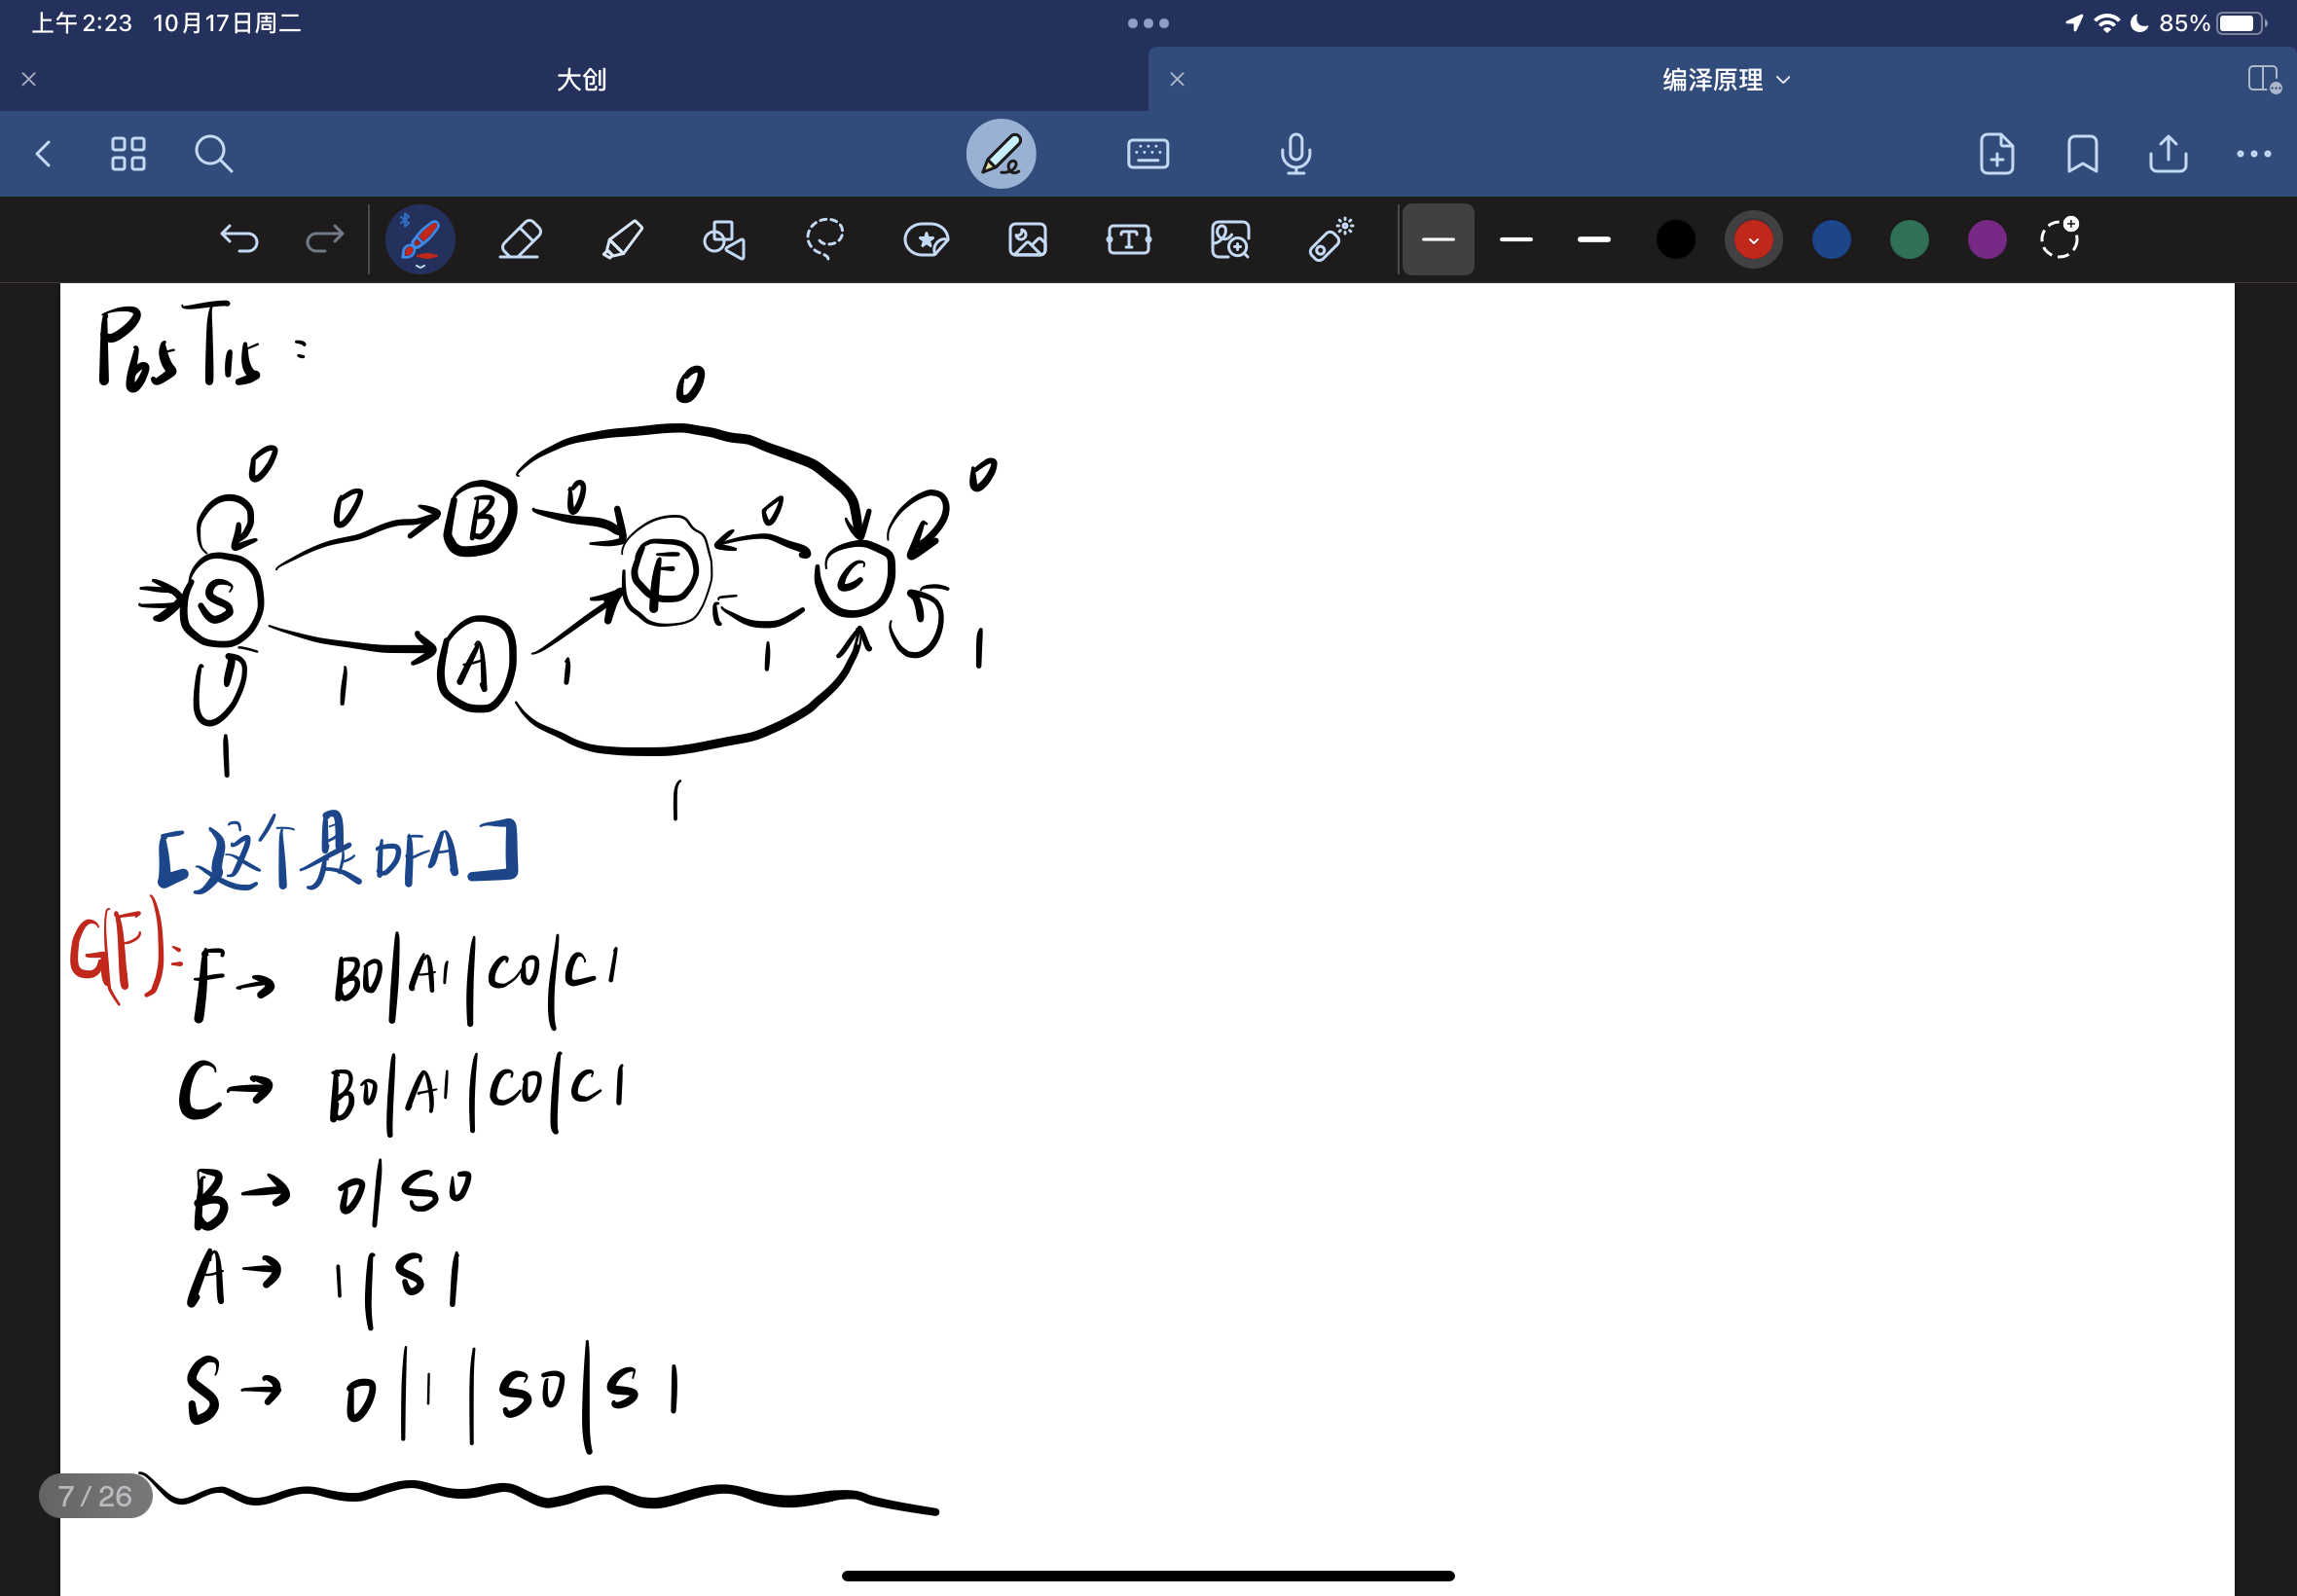 上午2:23 10月17日周二 85%
大创 编泽原理
P65 T15 :
0
0 0 0 0 0
S B F C
A
1 1 1 1
1
1
[这个是DFA]
G(F): F→ B0|A1|C0|C1
C→ B0|A1|C0|C1
B→ 0|S0
A→ 1|S1
S→ 0|1|S0|S1
7/26